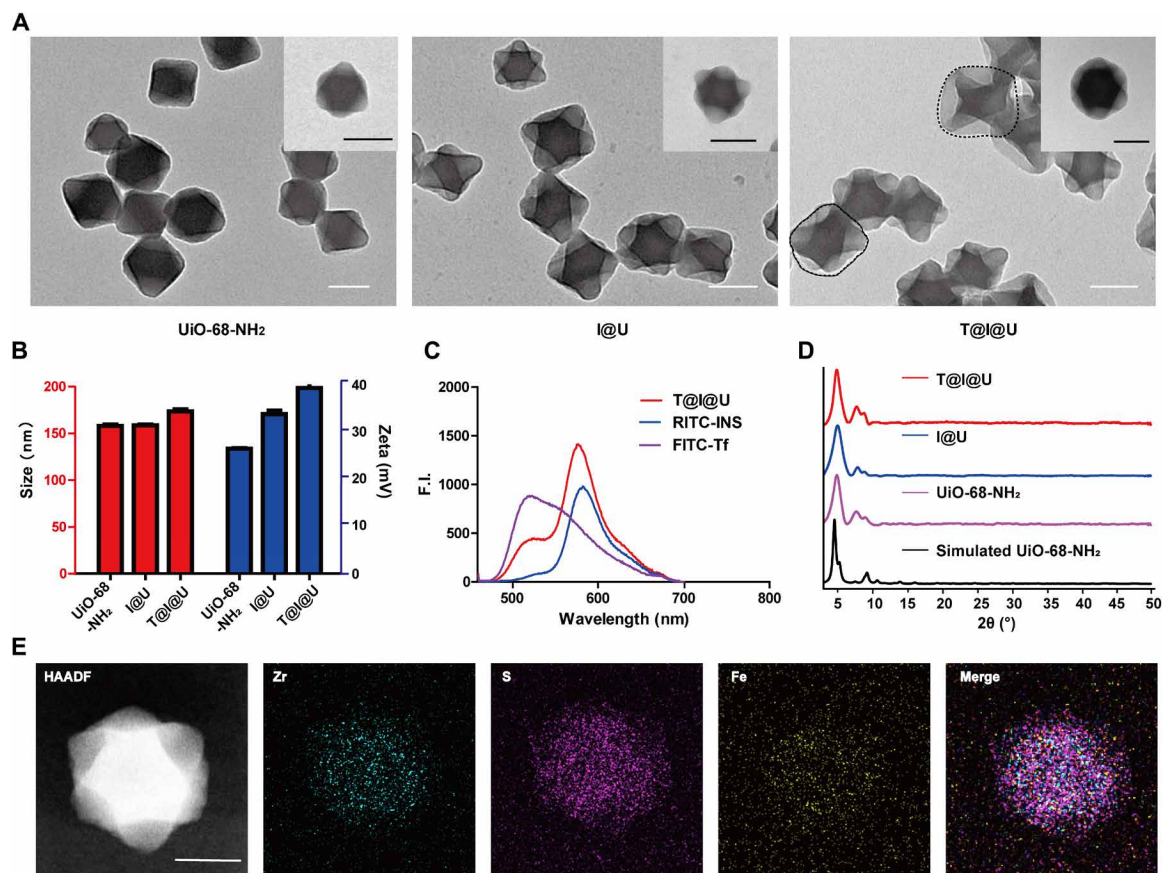 A
UiO-68-NH₂
I@U
T@I@U
B
Size (nm)
200
150
100
50
0
40
30
20
10
0
Zeta (mV)
UiO-68
-NH₂
I@U
T@I@U
UiO-68
-NH₂
I@U
T@I@U
C
F.I.
2000
1500
1000
500
0
T@I@U
RITC-INS
FITC-Tf
500
600
700
800
Wavelength (nm)
D
T@I@U
I@U
UiO-68-NH₂
Simulated UiO-68-NH₂
5
10
15
20
25
30
35
40
45
50
2θ (°)
E
HAADF
Zr
S
Fe
Merge